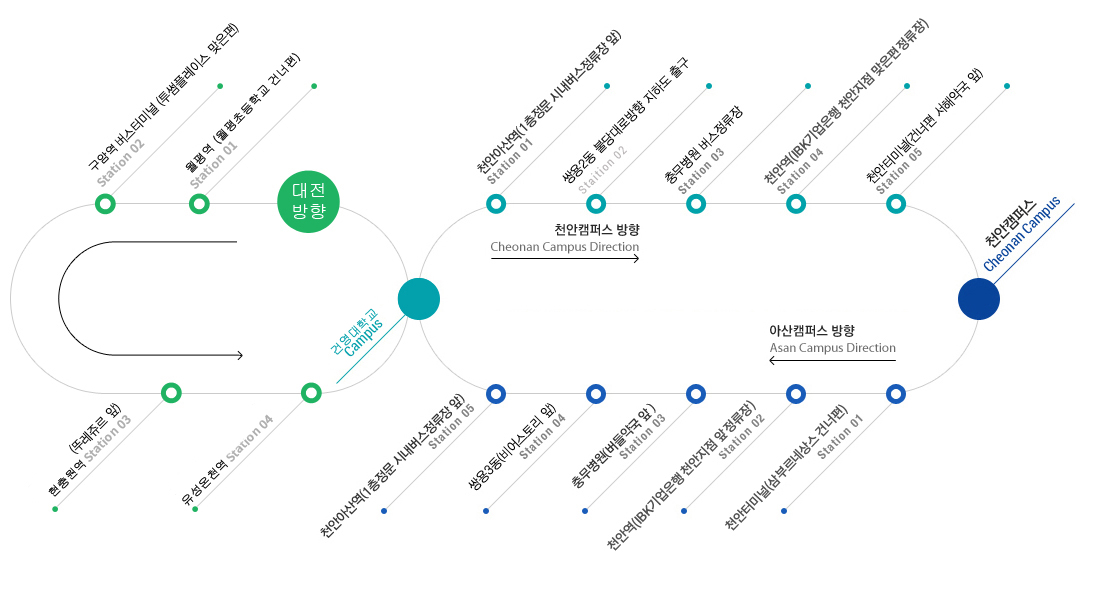 구암역 버스터미널 (투썸플레이스 맞은편)
Station 02
월평역 (월평초등학교 건너편)
Station 01
대전
방향
천안아산역(1층정문 시내버스정류장 앞)
Station 01
쌍용2동 불당대로방향 지하도 출구
Staition 02
충무병원 버스정류장
Station 03
천안역(IBK기업은행 천안지점 맞은편정류장)
Station 04
천안터미널(건너편 서해약국 앞)
Station 05
천안캠퍼스 방향
Cheonan Campus Direction
천안캠퍼스
Cheonan Campus
건영대학교
Campus
아산캠퍼스 방향
Asan Campus Direction
(뚜레쥬르 앞)
현충원역 Station 03
유성온천역 Station 04
천안아산역(1층정문 시내버스정류장 앞)
Station 05
쌍용3동(비어스토리 앞)
Station 04
충무병원(버들약국 앞)
Station 03
천안역(IBK기업은행 천안지점 앞 정류장)
Station 02
천안터미널(삼부르네상스 건너편)
Station 01